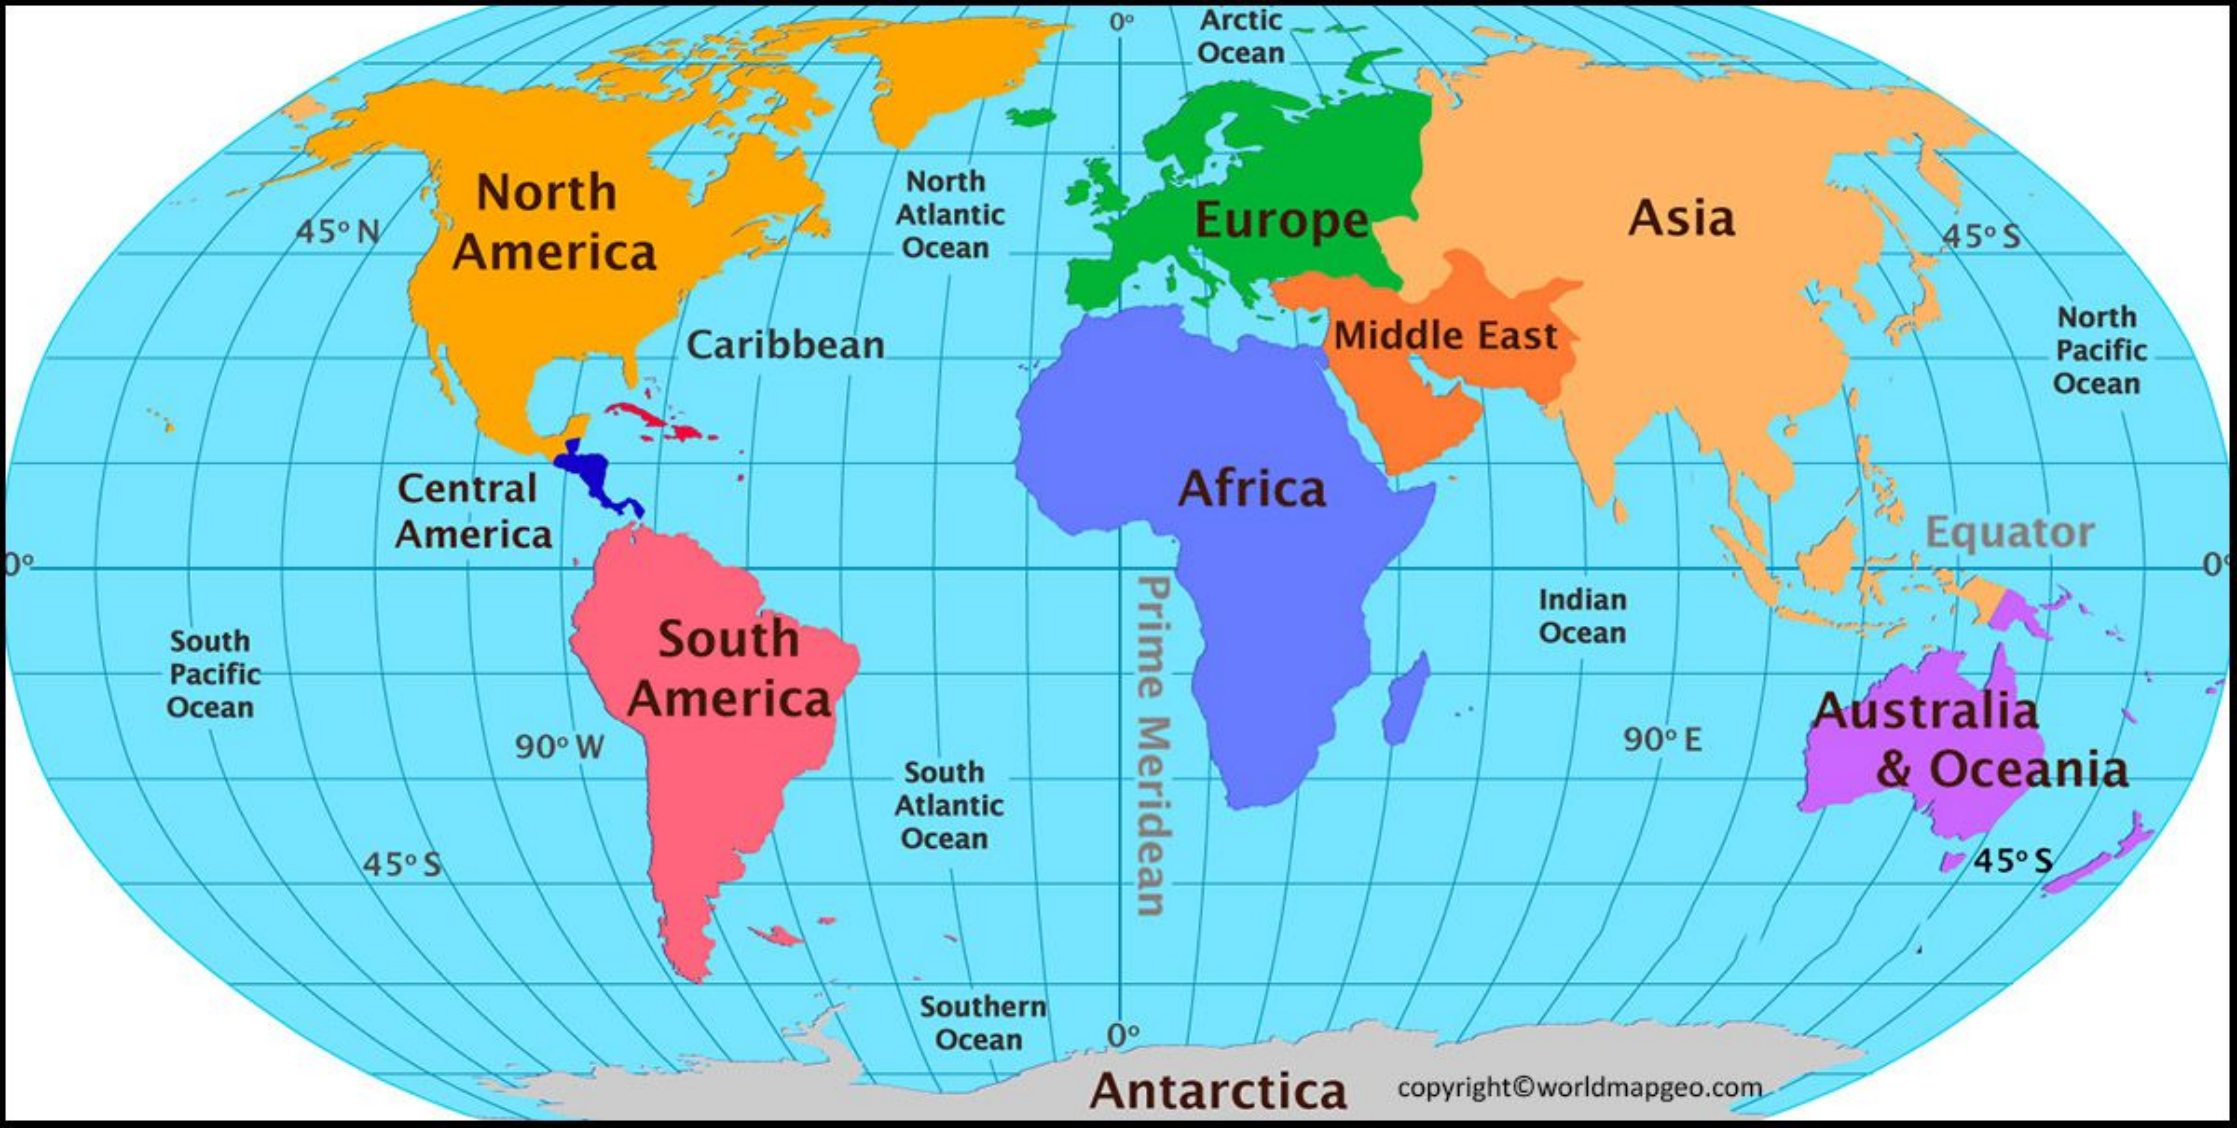 0°
Arctic
Ocean
North
America
North
Atlantic
Ocean
Europe
Asia
45° N
45° S
Caribbean
Middle East
North
Pacific
Ocean
Central
America
Africa
Equator
0°
0°
South
Pacific
Ocean
South
America
Prime Meridean
Indian
Ocean
90° W
90° E
Australia
& Oceania
South
Atlantic
Ocean
45° S
45° S
Southern
Ocean
0°
Antarctica
copyright©worldmapgeo.com